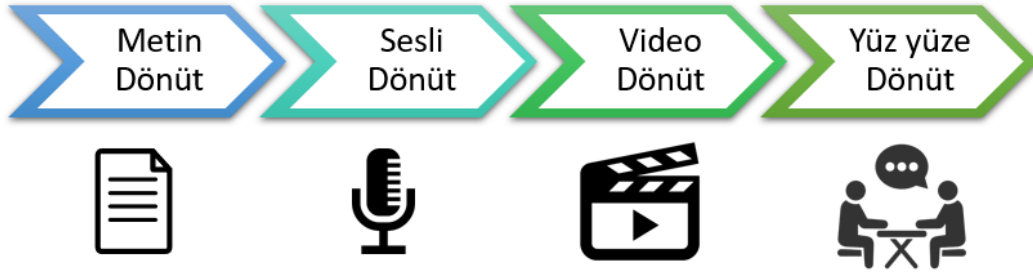 Metin
Dönüt
Sesli
Dönüt
Video
Dönüt
Yüz yüze
Dönüt